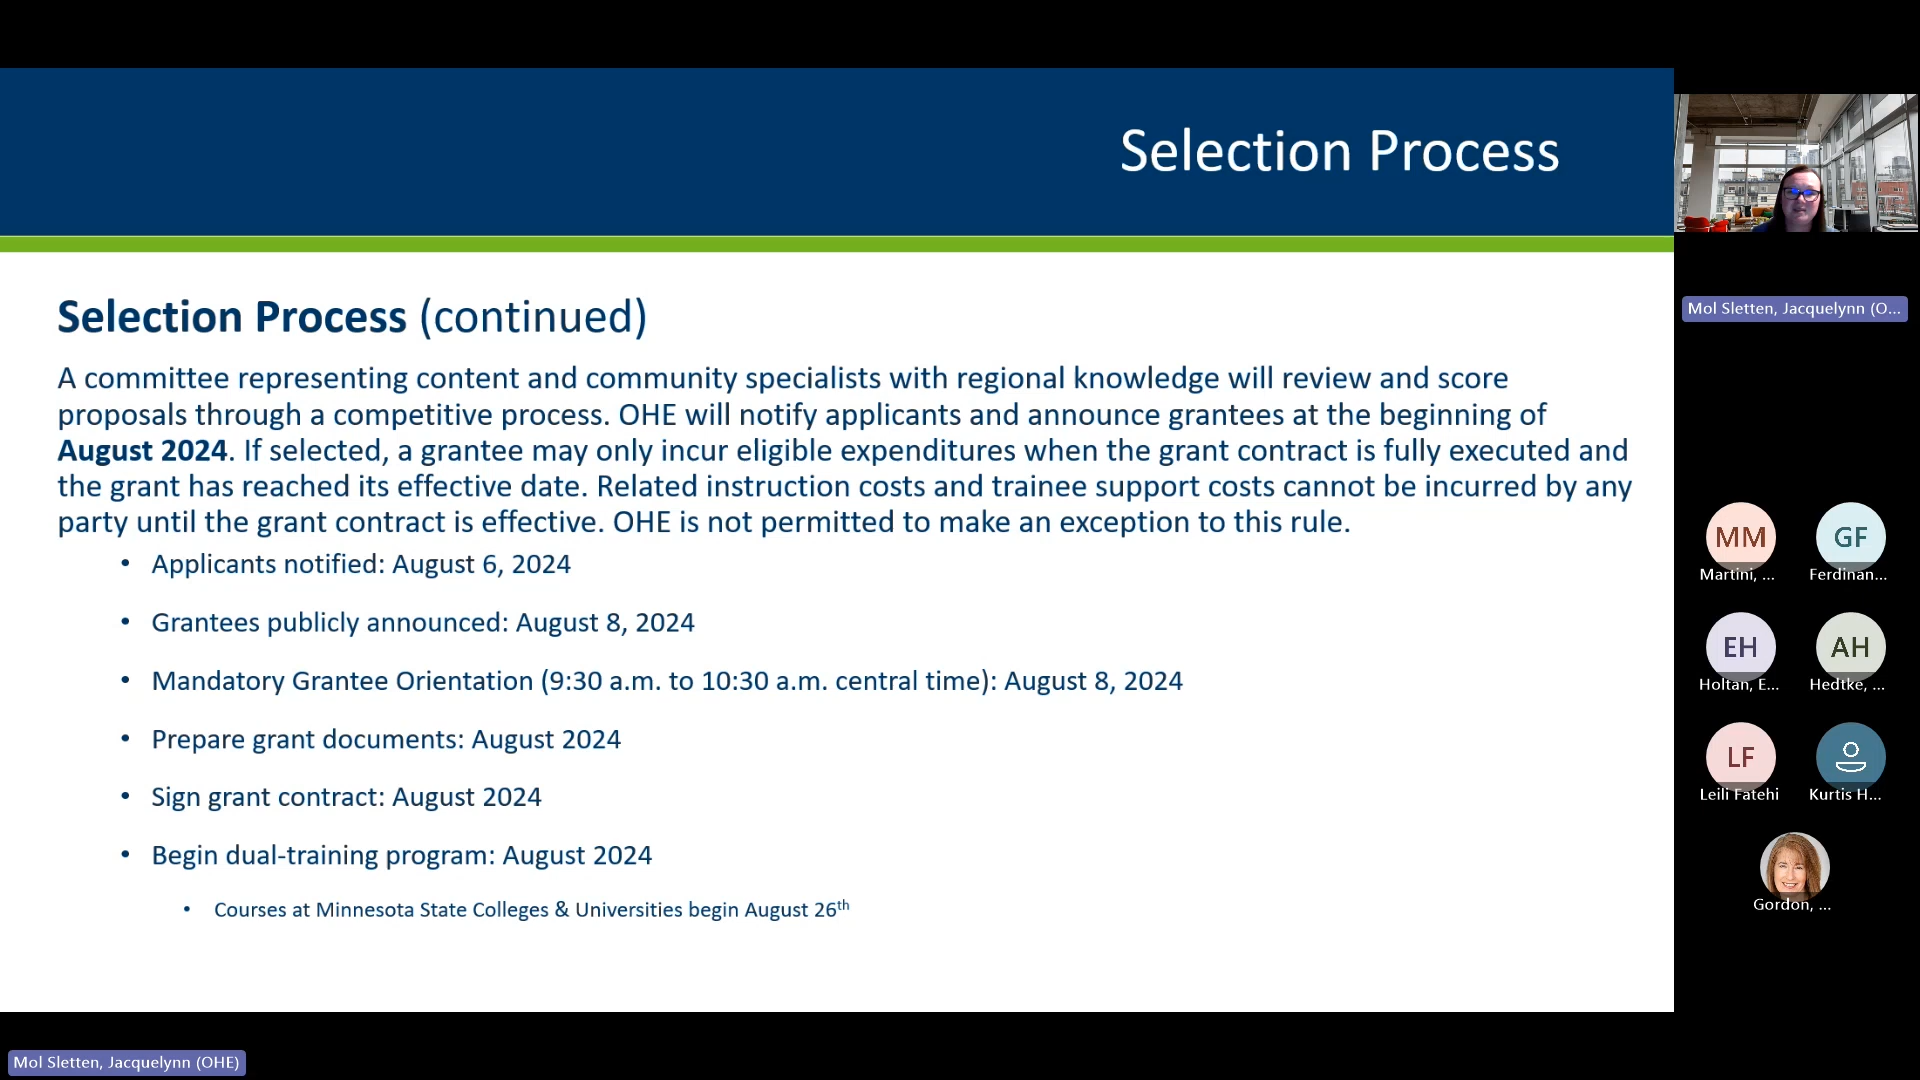 Selection Process
Selection Process (continued)
A committee representing content and community specialists with regional knowledge will review and score
proposals through a competitive process. OHE will notify applicants and announce grantees at the beginning of
August 2024. If selected, a grantee may only incur eligible expenditures when the grant contract is fully executed and
the grant has reached its effective date. Related instruction costs and trainee support costs cannot be incurred by any
party until the grant contract is effective. OHE is not permitted to make an exception to this rule.
• Applicants notified: August 6, 2024
• Grantees publicly announced: August 8, 2024
• Mandatory Grantee Orientation (9:30 a.m. to 10:30 a.m. central time): August 8, 2024
• Prepare grant documents: August 2024
• Sign grant contract: August 2024
• Begin dual-training program: August 2024
• Courses at Minnesota State Colleges & Universities begin August 26th
Mol Sletten, Jacquelynn (O...
MM
GF
Martini, ...
Ferdinan...
EH
AH
Holtan, E...
Hedtke, ...
LF
Leili Fatehi
Kurtis H...
Gordon, ...
Mol Sletten, Jacquelynn (OHE)